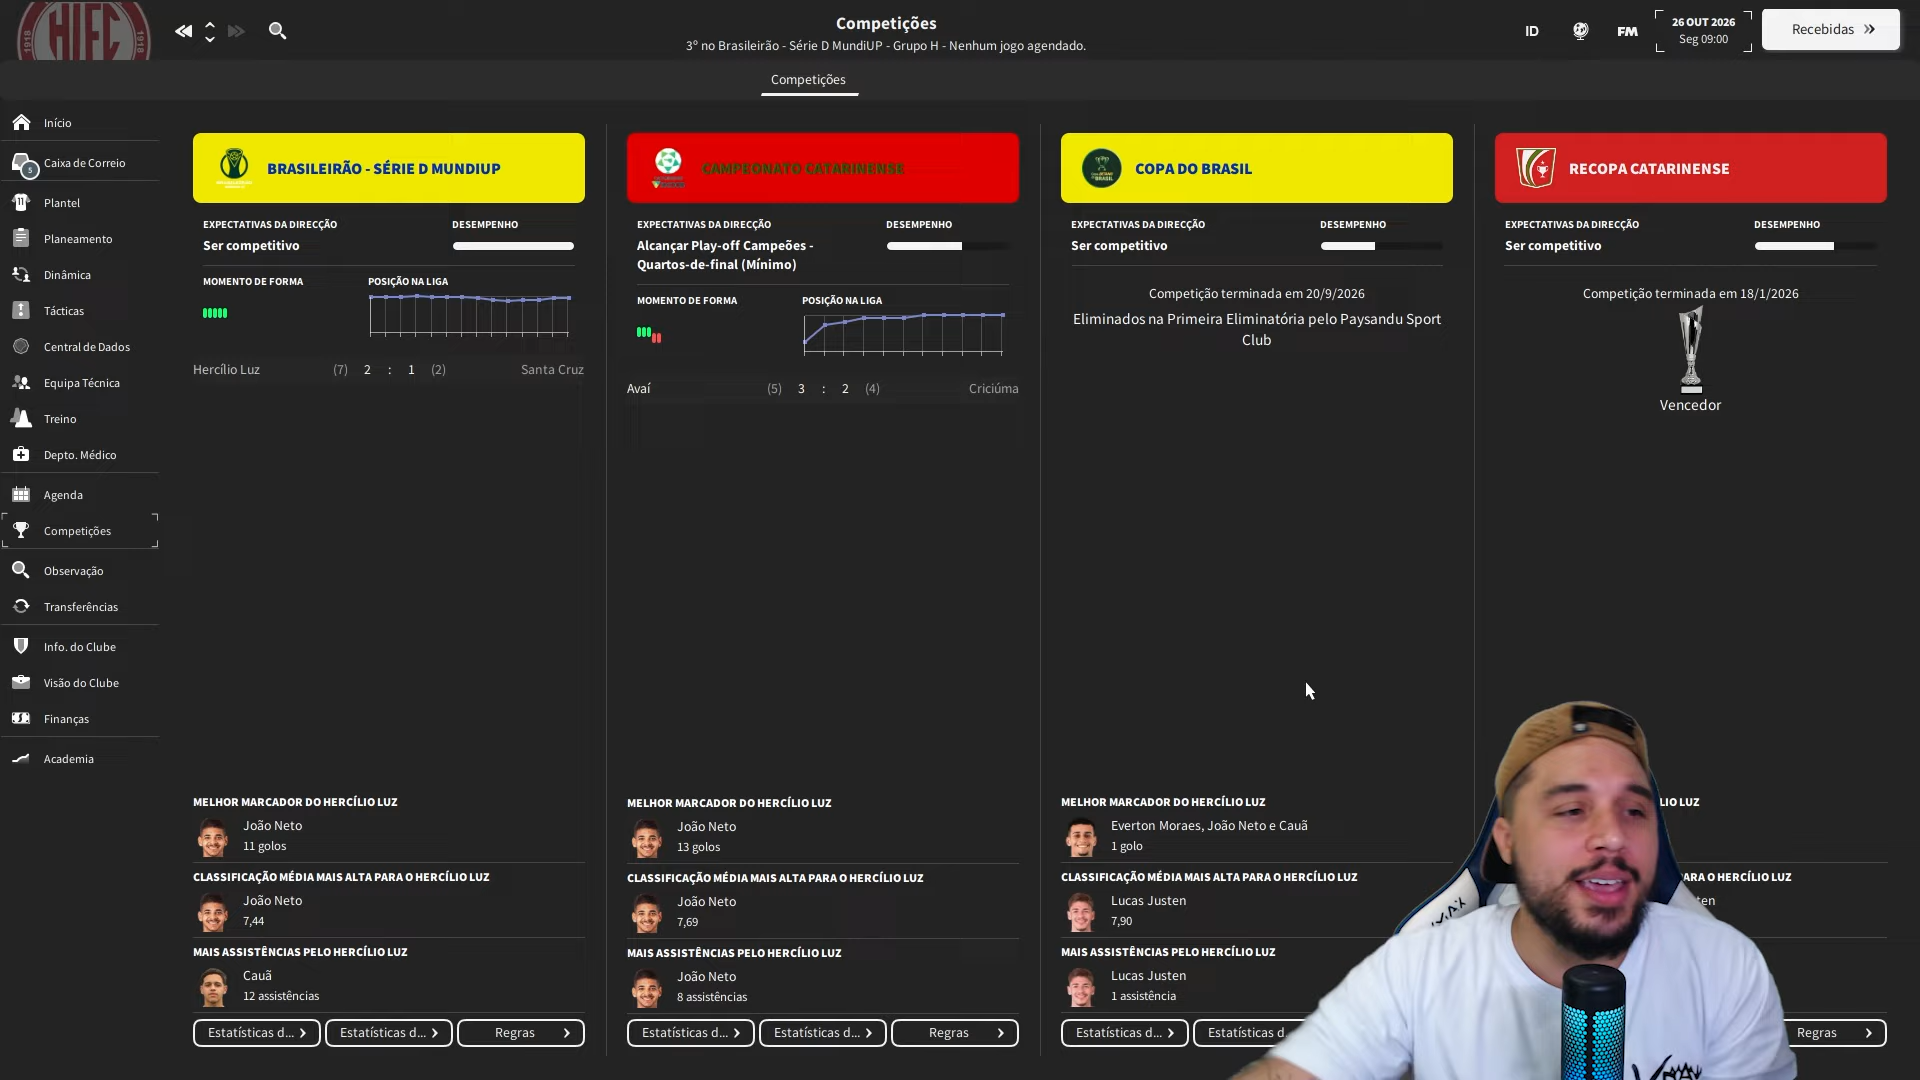 HIFC
1918
1918
Competições
3º no Brasileirão - Série D MundiUP - Grupo H - Nenhum jogo agendado.
ID
FM
26 OUT 2026
Seg 09:00
Recebidas
Competições
Início
Caixa de Correio
5
Plantel
Planeamento
Dinâmica
Tácticas
Central de Dados
Equipa Técnica
Treino
Depto. Médico
Agenda
Competições
Observação
Transferências
Info. do Clube
Visão do Clube
Finanças
Academia
BRASILEIRÃO - SÉRIE D MUNDIUP
EXPECTATIVAS DA DIRECÇÃO
DESEMPENHO
Ser competitivo
MOMENTO DE FORMA
POSIÇÃO NA LIGA
Hercílio Luz (7) 2 : 1 (2) Santa Cruz
MELHOR MARCADOR DO HERCÍLIO LUZ
João Neto
11 golos
CLASSIFICAÇÃO MÉDIA MAIS ALTA PARA O HERCÍLIO LUZ
João Neto
7,44
MAIS ASSISTÊNCIAS PELO HERCÍLIO LUZ
Cauã
12 assistências
Estatísticas d...
Estatísticas d...
Regras
CAMPEONATO CATARINENSE
EXPECTATIVAS DA DIRECÇÃO
DESEMPENHO
Alcançar Play-off Campeões -
Quartos-de-final (Mínimo)
MOMENTO DE FORMA
POSIÇÃO NA LIGA
Avaí (5) 3 : 2 (4) Criciúma
MELHOR MARCADOR DO HERCÍLIO LUZ
João Neto
13 golos
CLASSIFICAÇÃO MÉDIA MAIS ALTA PARA O HERCÍLIO LUZ
João Neto
7,69
MAIS ASSISTÊNCIAS PELO HERCÍLIO LUZ
João Neto
8 assistências
Estatísticas d...
Estatísticas d...
Regras
COPA DO BRASIL
EXPECTATIVAS DA DIRECÇÃO
DESEMPENHO
Ser competitivo
Competição terminada em 20/9/2026
Eliminados na Primeira Eliminatória pelo Paysandu Sport
Club
MELHOR MARCADOR DO HERCÍLIO LUZ
Everton Moraes, João Neto e Cauã
1 golo
CLASSIFICAÇÃO MÉDIA MAIS ALTA PARA O HERCÍLIO LUZ
Lucas Justen
7,90
MAIS ASSISTÊNCIAS PELO HERCÍLIO LUZ
Lucas Justen
1 assistência
Estatísticas d...
Estatísticas d
RECOPA CATARINENSE
EXPECTATIVAS DA DIRECÇÃO
DESEMPENHO
Ser competitivo
Competição terminada em 18/1/2026
Vencedor
LIO LUZ
PARA O HERCÍLIO LUZ
ten
Regras